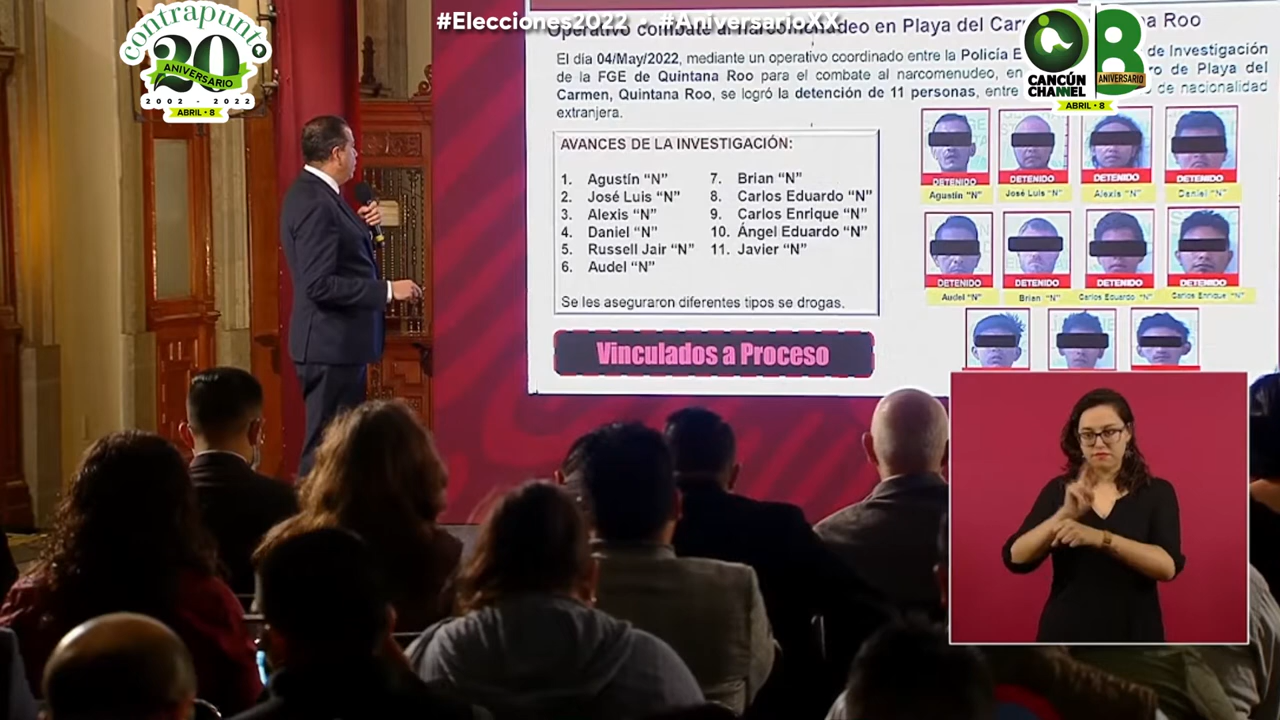 contrapunto
20
ANIVERSARIO
2002 - 2022
ABRIL - 8
#Elecciones2022 - #AniversarioXX
CANCÚN
CHANNEL
8
ANIVERSARIO
ABRIL - 8
Operativo combate al narcomenudeo en Playa del Roo
El día 04/May/2022, mediante un operativo coordinado entre la Policía de Investigación
de la FGE de Quintana Roo para el combate al narcomenudeo, en de Playa del
Carmen, Quintana Roo, se logró la detención de 11 personas, entre de nacionalidad
extranjera.
AVANCES DE LA INVESTIGACIÓN:
1. Agustín “N”
2. José Luis “N”
3. Alexis “N”
4. Daniel “N”
5. Russell Jair “N”
6. Audel “N”
7. Brian “N”
8. Carlos Eduardo “N”
9. Carlos Enrique “N”
10. Ángel Eduardo “N”
11. Javier “N”
Se les aseguraron diferentes tipos se drogas.
Vinculados a Proceso
DETENIDO DETENIDO DETENIDO DETENIDO
Agustín “N” José Luis “N” Alexis “N” Daniel “N”
DETENIDO DETENIDO DETENIDO DETENIDO
Audel “N” Brian “N” Carlos Eduardo “N” Carlos Enrique “N”